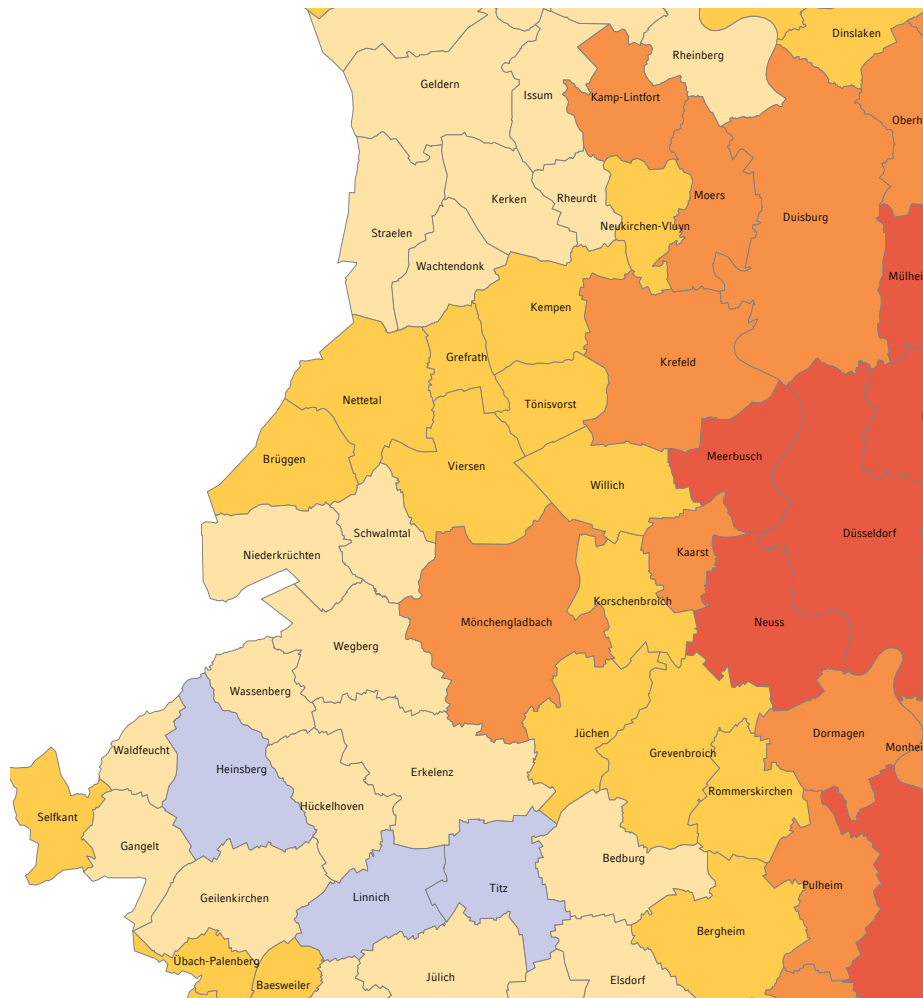 Dinslaken
Rheinberg
Geldern
Issum
Kamp-Lintfort
Oberh
Kerken
Rheurdt
Moers
Duisburg
Neukirchen-Vluyn
Straelen
Wachtendonk
Mülhei
Kempen
Grefrath
Krefeld
Nettetal
Tönisvorst
Brüggen
Viersen
Meerbusch
Willich
Schwalmtal
Düsseldorf
Niederkrüchten
Kaarst
Korschenbroich
Mönchengladbach
Neuss
Wegberg
Wassenberg
Jüchen
Dormagen
Waldfeucht
Grevenbroich
Monhei
Heinsberg
Erkelenz
Rommerskirchen
Hückelhoven
Selfkant
Gangelt
Bedburg
Pulheim
Titz
Linnich
Geilenkirchen
Bergheim
Übach-Palenberg
Jülich
Elsdorf
Baesweiler